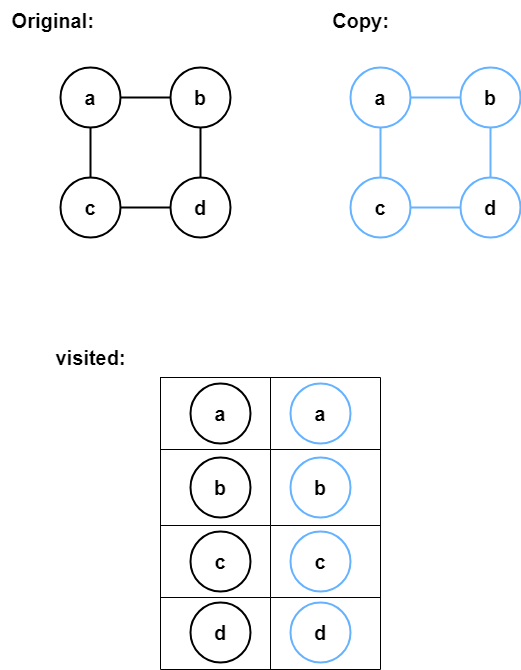 Original: Copy:
a b a b
c d c d
visited:
a a
b b
c c
d d